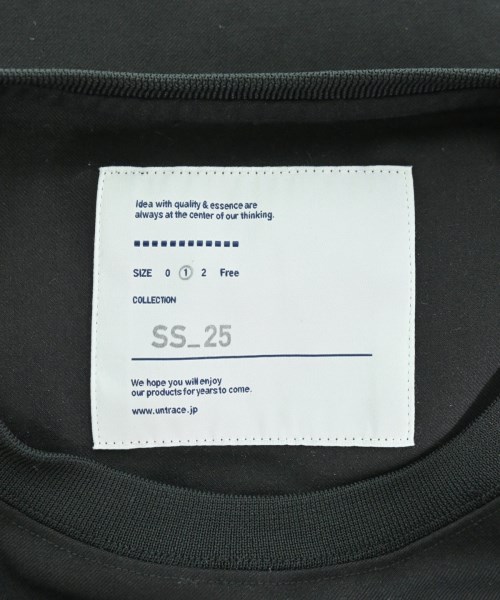 Idea with quality & essence are
always at the center of our thinking.
SIZE 0 1 2 Free
COLLECTION
SS_25
We hope you will enjoy
our products for years to come.
www.untrace.jp